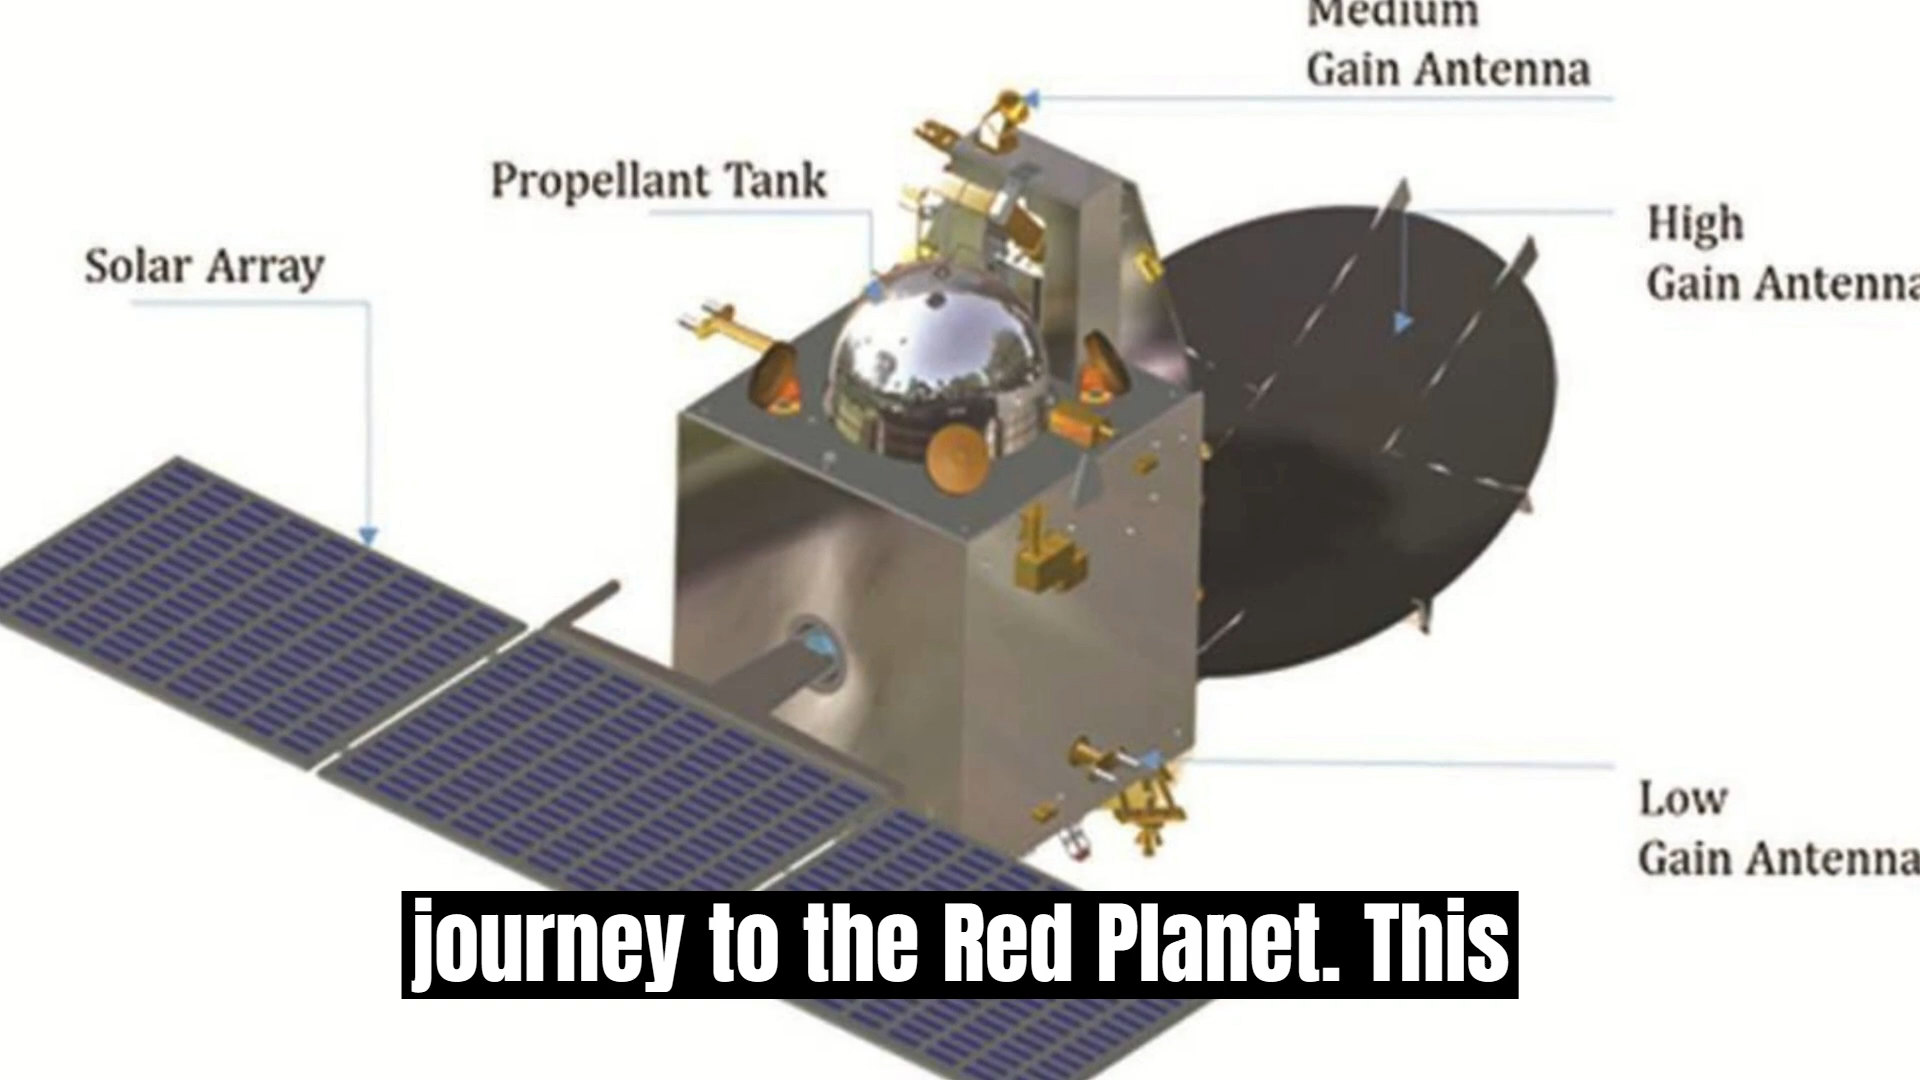 Medium
Gain Antenna
Propellant Tank
High
Gain Antenna
Solar Array
Low
Gain Antenna
journey to the Red Planet. This